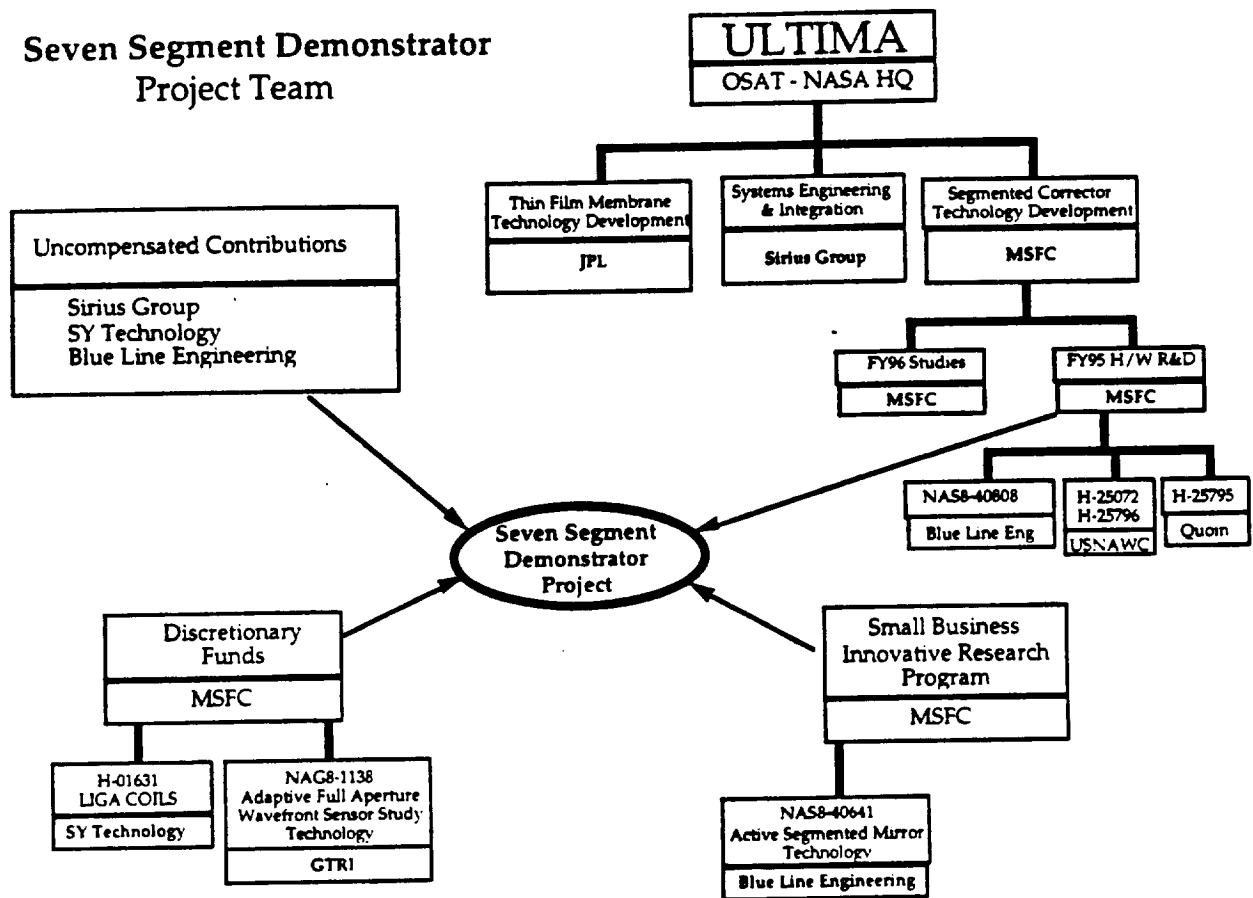 Seven Segment Demonstrator
Project Team
ULTIMA
OSAT - NASA HQ
Thin Film Membrane
Technology Development
JPL
Systems Engineering
& Integration
Sirius Group
Segmented Corrector
Technology Development
MSFC
Uncompensated Contributions
Sirius Group
SY Technology
Blue Line Engineering
FY96 Studies
MSFC
FY95 H/W R&D
MSFC
NAS8-40808
Blue Line Eng
H-25072
H-25796
USNAWC
H-25795
Quoin
Seven Segment
Demonstrator
Project
Discretionary
Funds
MSFC
H-01631
LIGA COILS
SY Technology
NAG8-1138
Adaptive Full Aperture
Wavefront Sensor Study
Technology
GTRI
Small Business
Innovative Research
Program
MSFC
NAS8-40641
Active Segmented Mirror
Technology
Blue Line Engineering